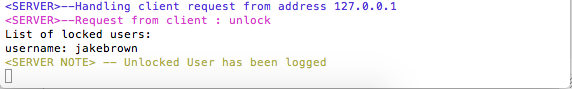 <SERVER>--Handling client request from address 127.0.0.1
<SERVER>--Request from client : unlock
List of locked users:
username: jakebrown
<SERVER NOTE> -- Unlocked User has been logged